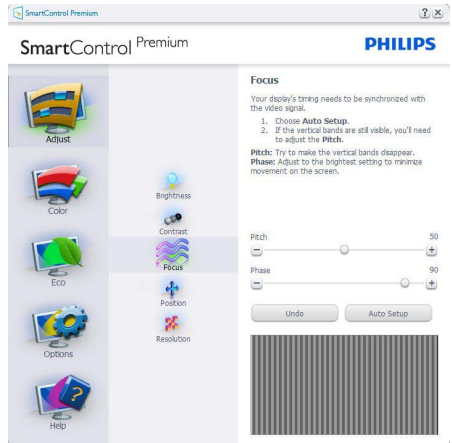 SmartControl Premium
? ×
SmartControl Premium
PHILIPS
Adjust
Color
Eco
Options
Help
Brightness
Contrast
Focus
Position
Resolution
Focus
Your display's timing needs to be synchronized with
the video signal.
1. Choose Auto Setup.
2. If the vertical bands are still visible, you'll need
to adjust the Pitch.
Pitch: Try to make the vertical bands disappear.
Phase: Adjust to the brightest setting to minimize
movement on the screen.
Pitch 50
− +
Phase 90
− +
Undo Auto Setup